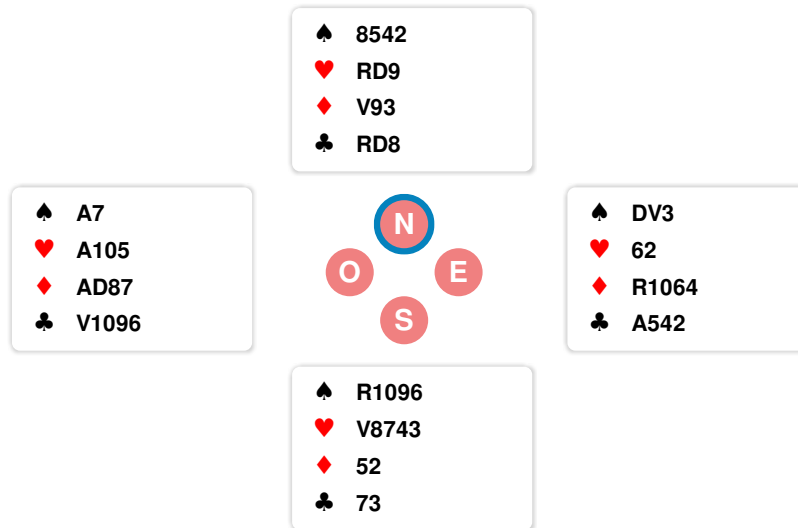 ♠ 8542
♥ RD9
♦ V93
♣ RD8
♠ A7
♥ A105
♦ AD87
♣ V1096
N
O E
S
♠ DV3
♥ 62
♦ R1064
♣ A542
♠ R1096
♥ V8743
♦ 52
♣ 73